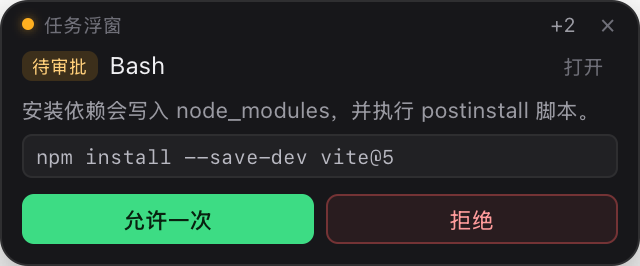 任务浮窗 +2 ×
待审批 Bash 打开
安装依赖会写入 node_modules，并执行 postinstall 脚本。
npm install --save-dev vite@5
允许一次 拒绝